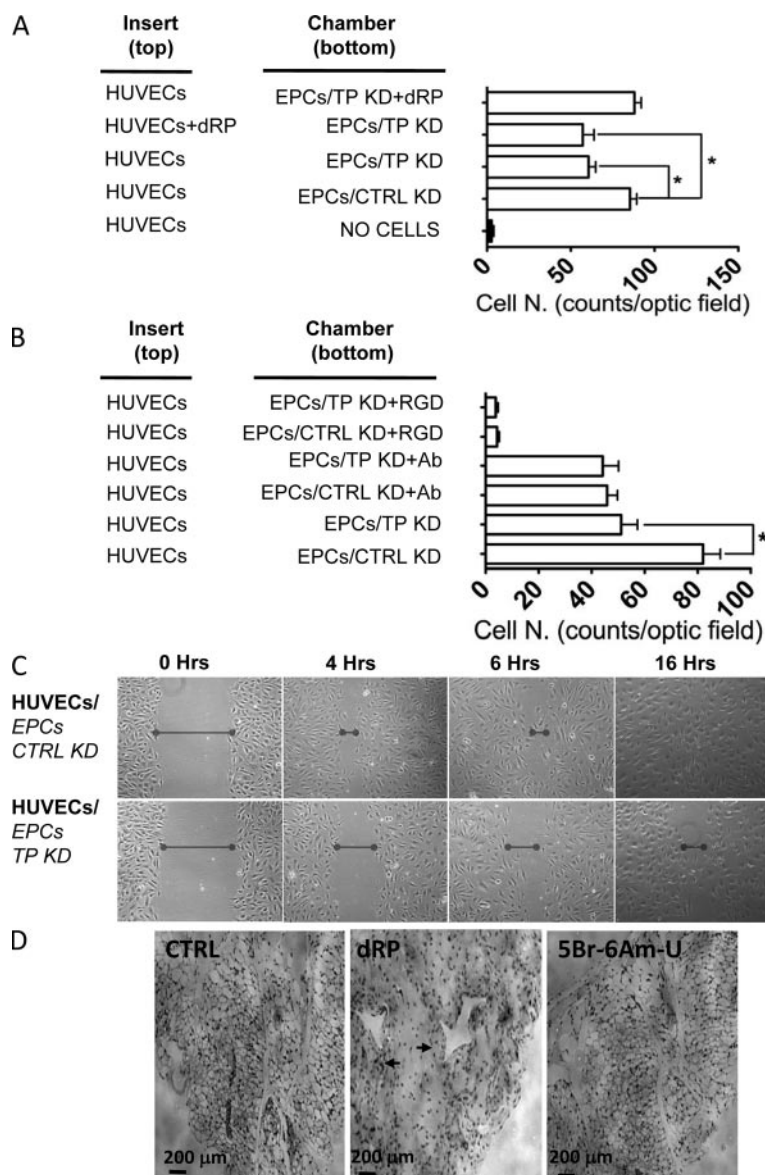 A
Insert (top)
Chamber (bottom)
HUVECs EPCs/TP KD+dRP
HUVECs+dRP EPCs/TP KD
HUVECs EPCs/TP KD
HUVECs EPCs/CTRL KD
HUVECs NO CELLS
*
*
0 50 100 150
Cell N. (counts/optic field)
B
Insert (top)
Chamber (bottom)
HUVECs EPCs/TP KD+RGD
HUVECs EPCs/CTRL KD+RGD
HUVECs EPCs/TP KD+Ab
HUVECs EPCs/CTRL KD+Ab
HUVECs EPCs/TP KD
HUVECs EPCs/CTRL KD
*
0 20 40 60 80 100
Cell N. (counts/optic field)
C
0 Hrs 4 Hrs 6 Hrs 16 Hrs
HUVECs/
EPCs
CTRL KD
HUVECs/
EPCs
TP KD
D
CTRL dRP 5Br-6Am-U
200 µm 200 µm 200 µm